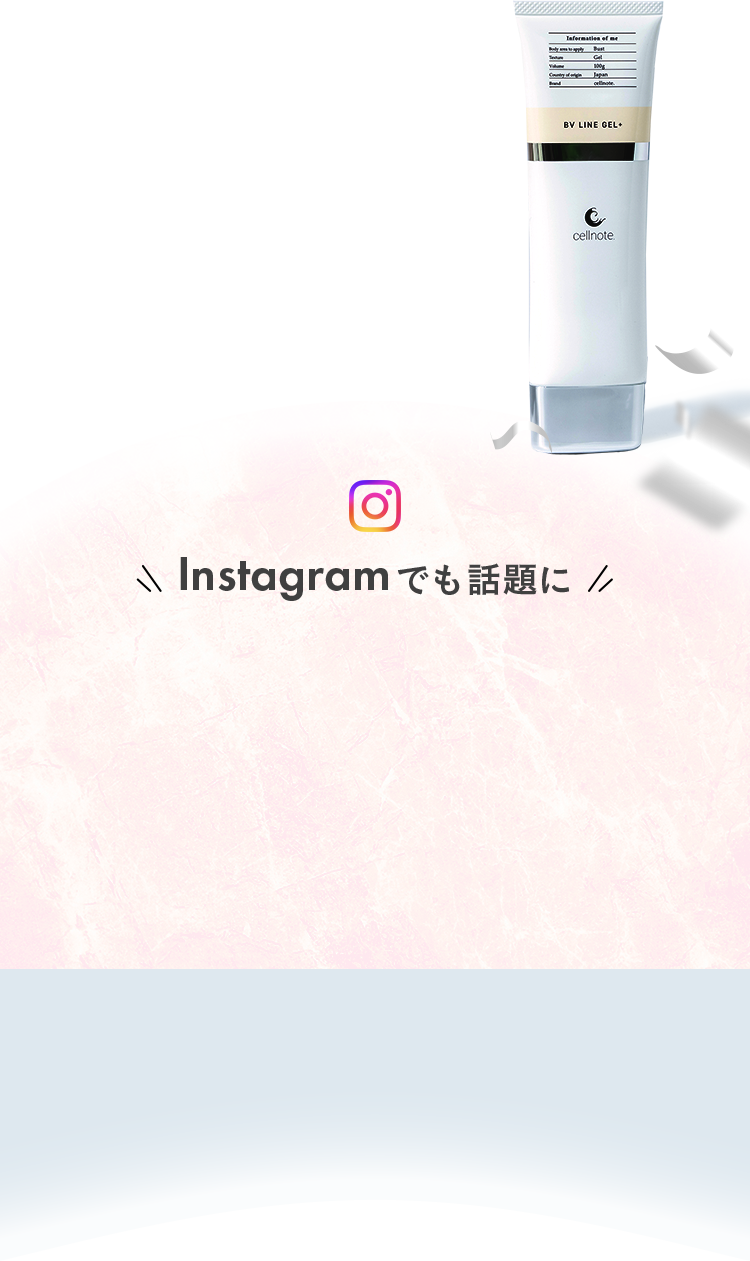 Information of me
Body area to apply Bust
Texture Gel
Volume 100g
Country of origin Japan
Brand cellnote.
BV LINE GEL+
cellnote.
Instagramでも話題に